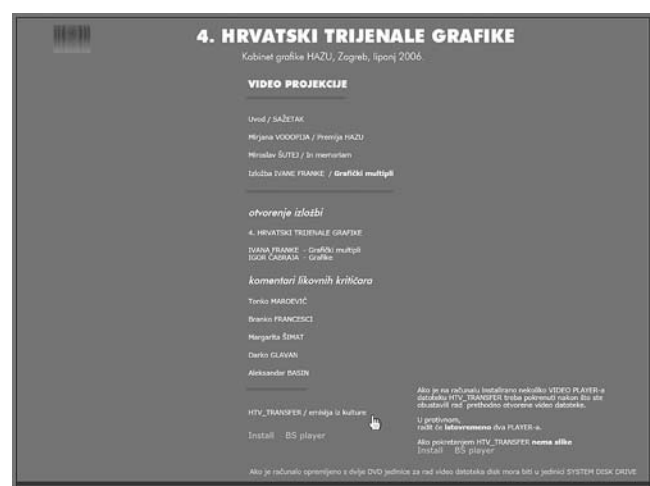 4. HRVATSKI TRIJENALE GRAFIKE
Kabinet grafike HAZU, Zagreb, lipanj 2006.
VIDEO PROJEKCIJE
Uvod / SAŽETAK
Mirjana VODOPIJA / Premija HAZU
Miroslav ŠUTEJ / In memoriam
Izložba IVANE FRANKE / Grafički multipli
otvorenje izložbi
4. HRVATSKI TRIJENALE GRAFIKE
IVANA FRANKE - Grafički multipli
IGOR ČABRAJA - Grafike
komentari likovnih kritičara
Tonko MAROEVIĆ
Branko FRANCESCI
Margarita ŠIMAT
Darko GLAVAN
Aleksander BASIN
HTV_TRANSFER / emisija iz kulture
Install BS player
Ako je na računalu instalirano nekoliko VIDEO PLAYER-a
datoteku HTV_TRANSFER treba pokrenuti nakon što ste
obustavili rad prethodno otvorene video datoteke.
U protivnom,
radit će istovremeno dva PLAYER-a.
Ako pokretanjem HTV_TRANSFER nema slike
Install BS player
Ako je računalo opremljeno s dvije DVD jedinice za rad video datoteka disk mora biti u jedinici SYSTEM DISK DRIVE